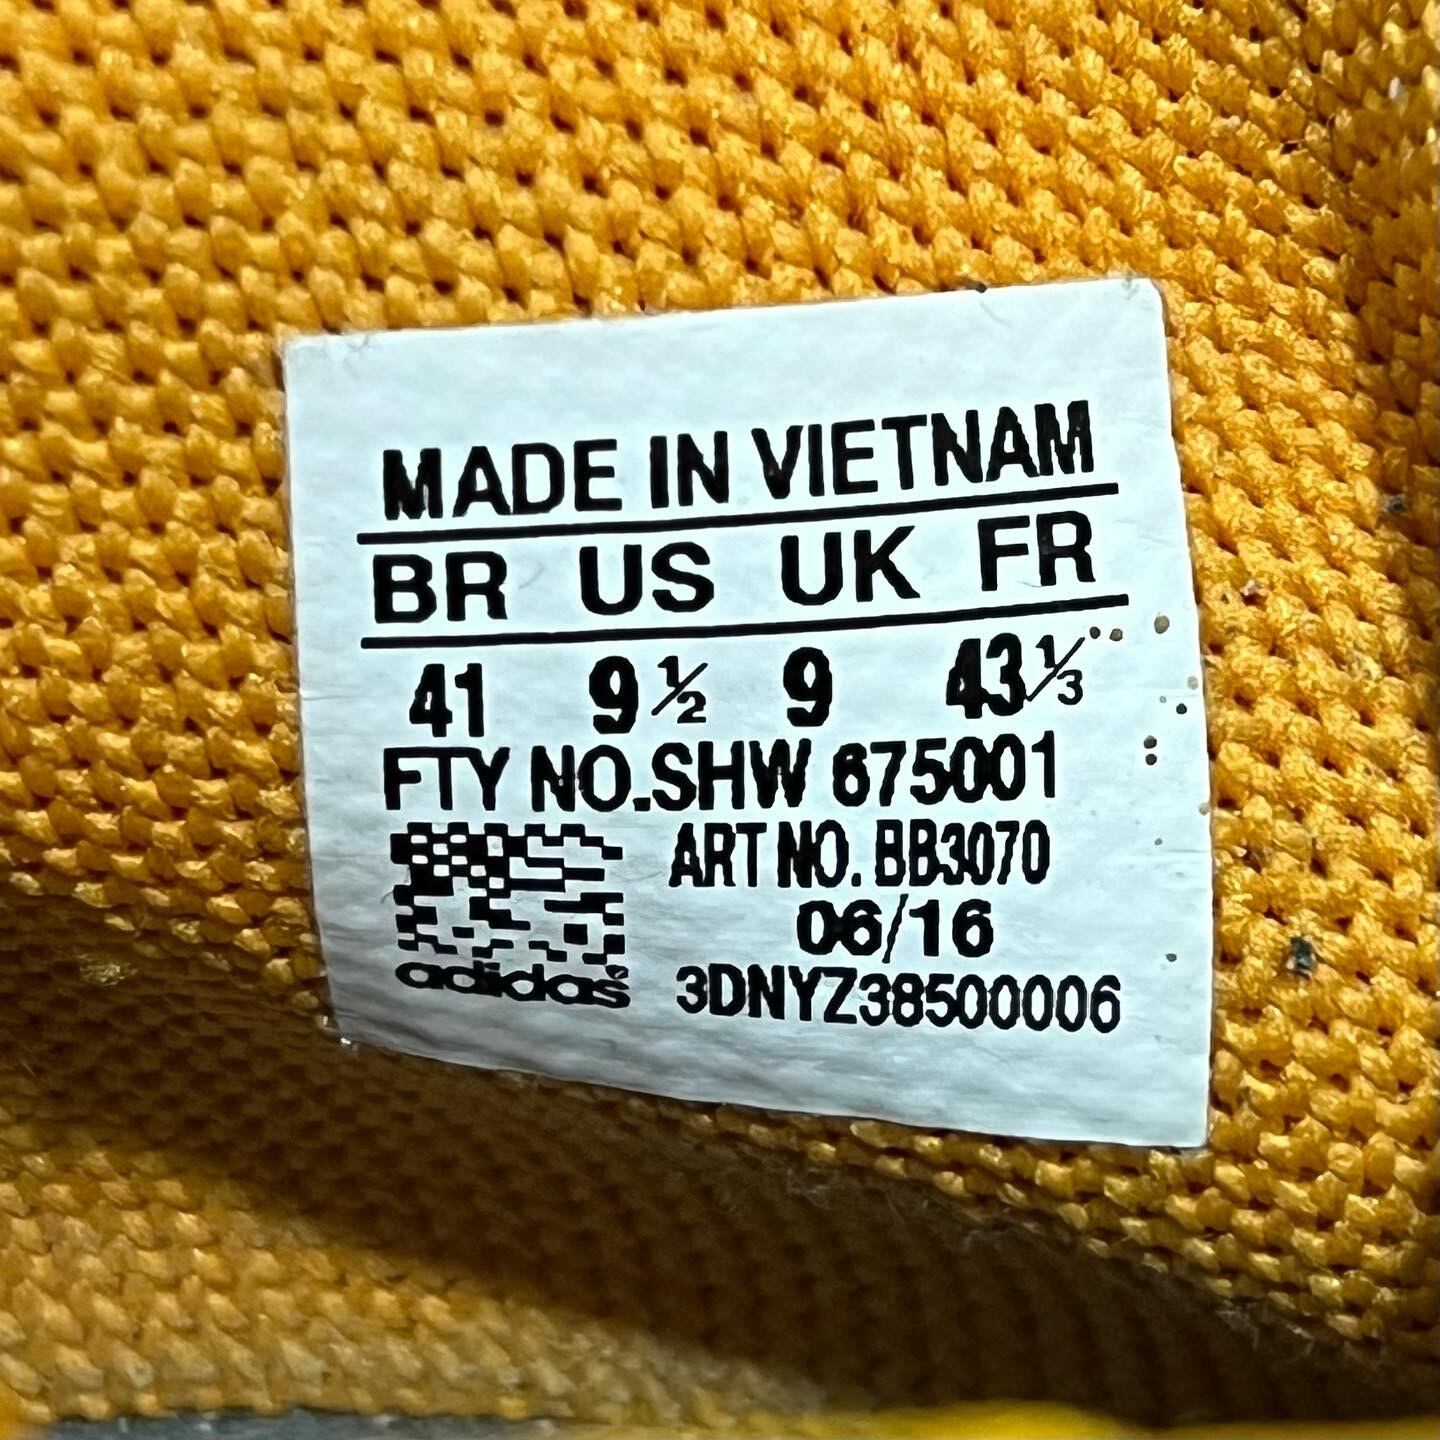 MADE IN VIETNAM
BR US UK FR
41 9½ 9 43⅓
FTY NO.SHW 675001
ART NO. BB3070
06/16
adidas 3DNYZ38500006